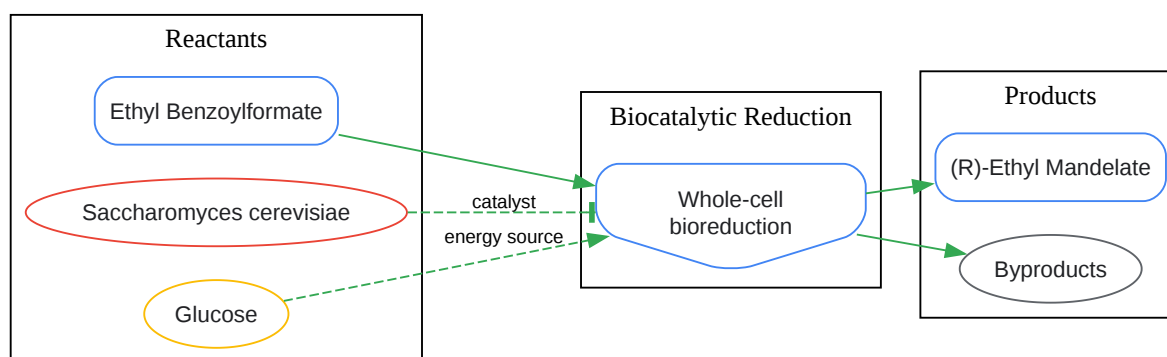 Reactants
Ethyl Benzoylformate
Saccharomyces cerevisiae
Glucose
catalyst
energy source
Biocatalytic Reduction
Whole-cell
bioreduction
Products
(R)-Ethyl Mandelate
Byproducts